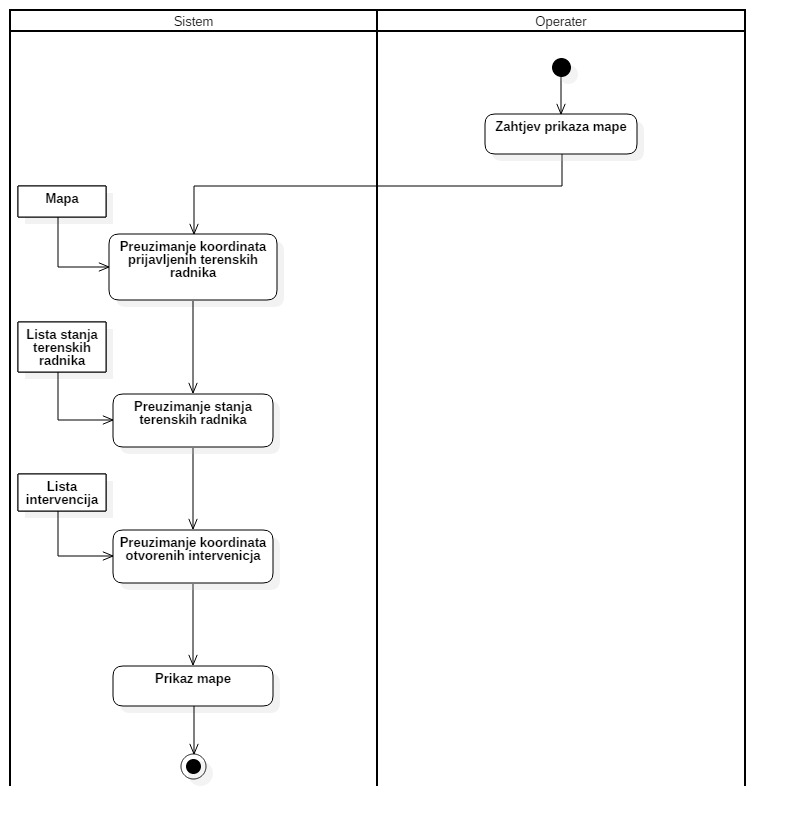 Sistem
Operater
Zahtjev prikaza mape
Mapa
Preuzimanje koordinata
prijavljenih terenskih
radnika
Lista stanja
terenskih
radnika
Preuzimanje stanja
terenskih radnika
Lista
intervencija
Preuzimanje koordinata
otvorenih intervenicja
Prikaz mape